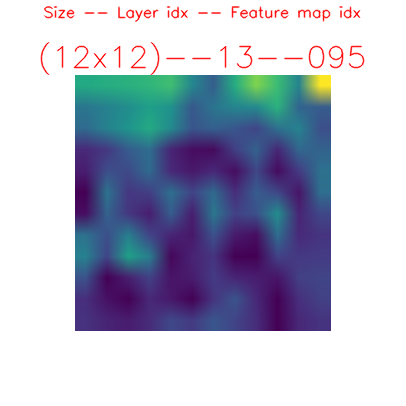 Size -- Layer idx -- Feature map idx
(12x12)--13--095